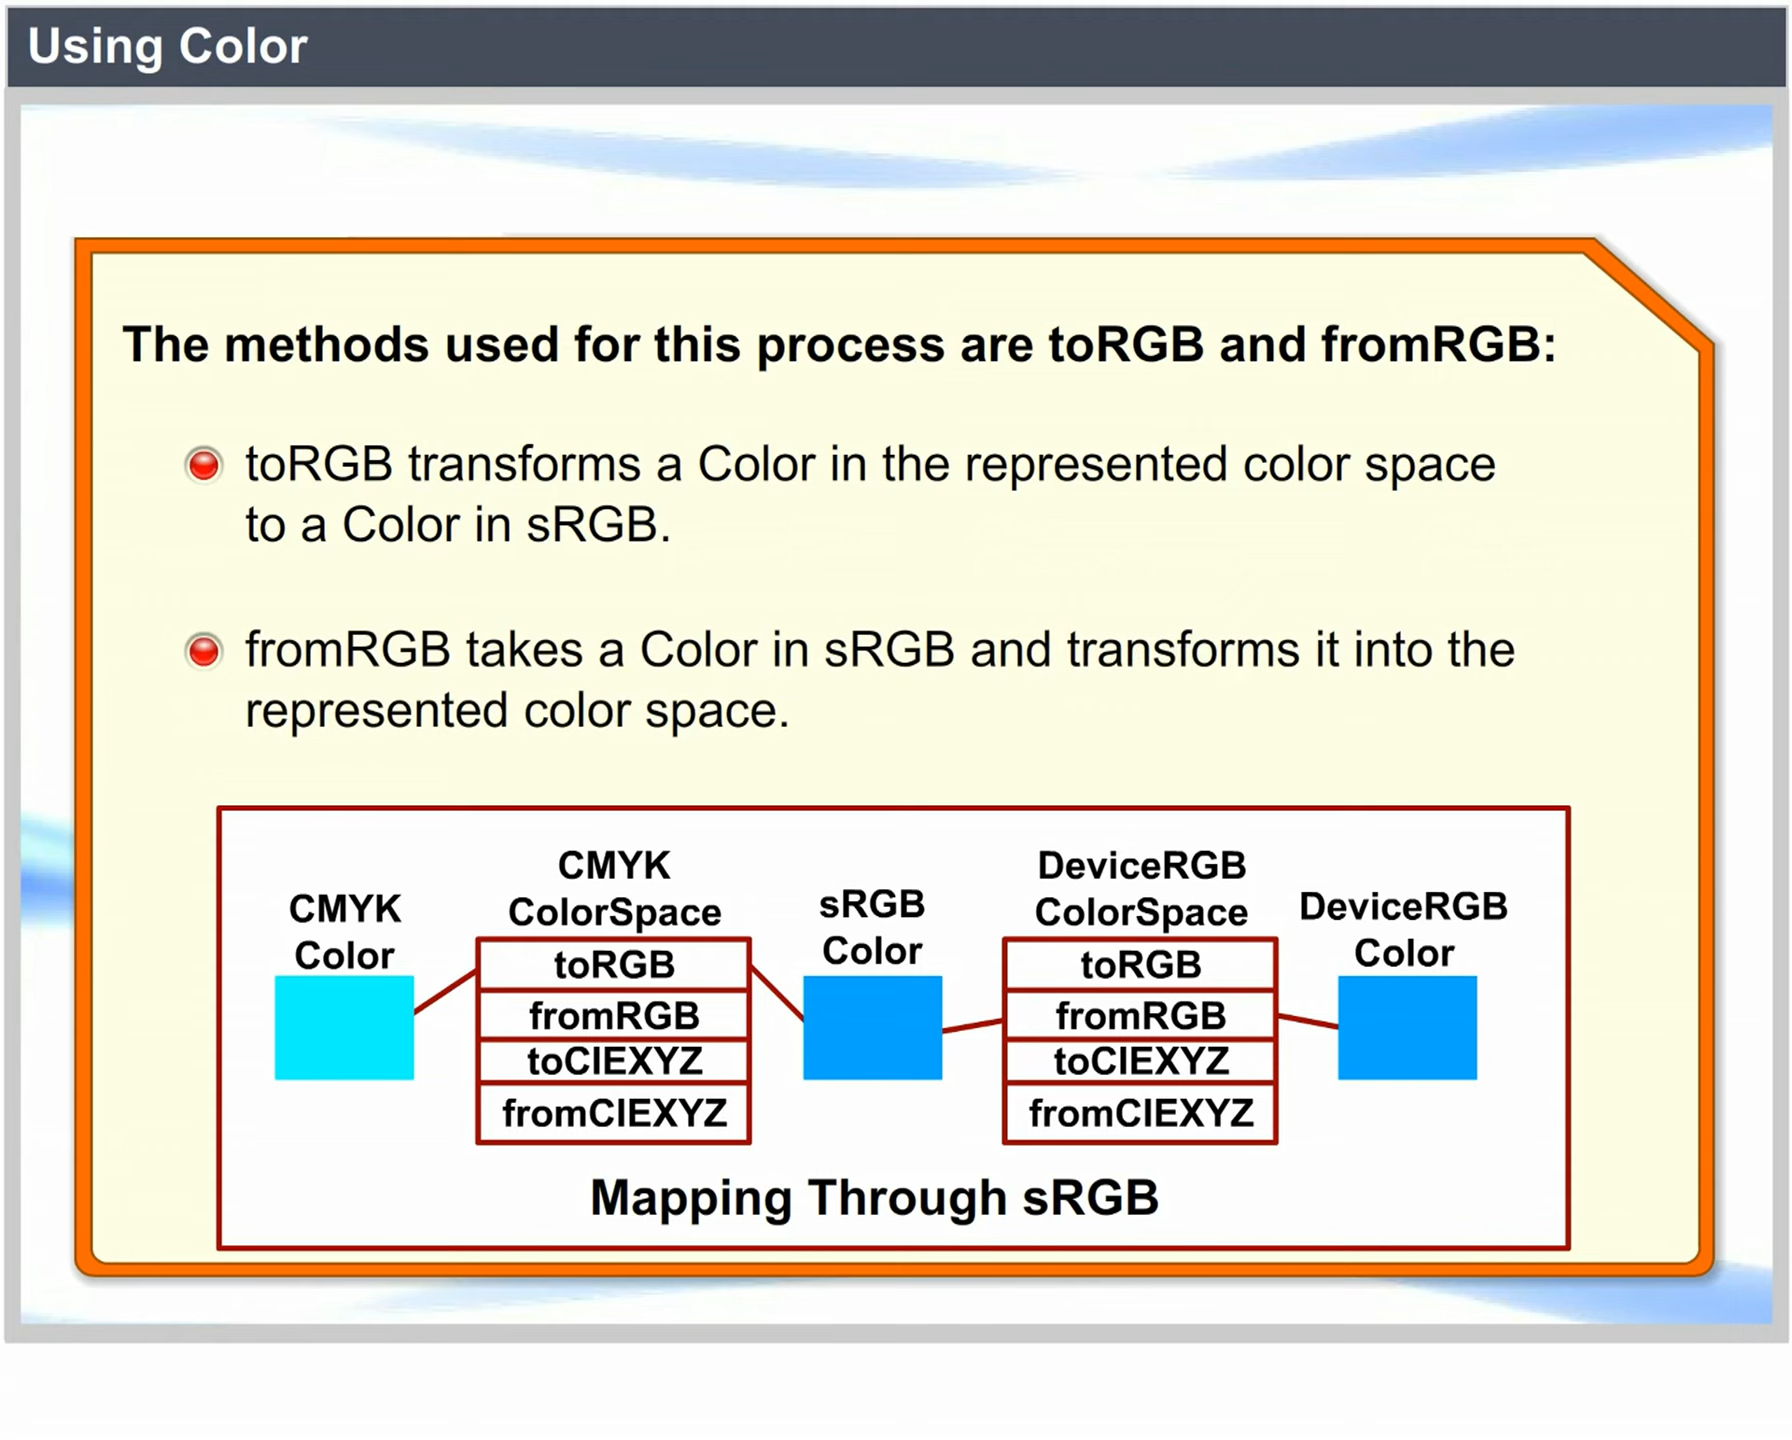 Using Color
The methods used for this process are toRGB and fromRGB:
toRGB transforms a Color in the represented color space
to a Color in sRGB.
fromRGB takes a Color in sRGB and transforms it into the
represented color space.
CMYK
Color
CMYK
ColorSpace
toRGB
fromRGB
toCIEXYZ
fromCIEXYZ
sRGB
Color
DeviceRGB
ColorSpace
toRGB
fromRGB
toCIEXYZ
fromCIEXYZ
DeviceRGB
Color
Mapping Through sRGB